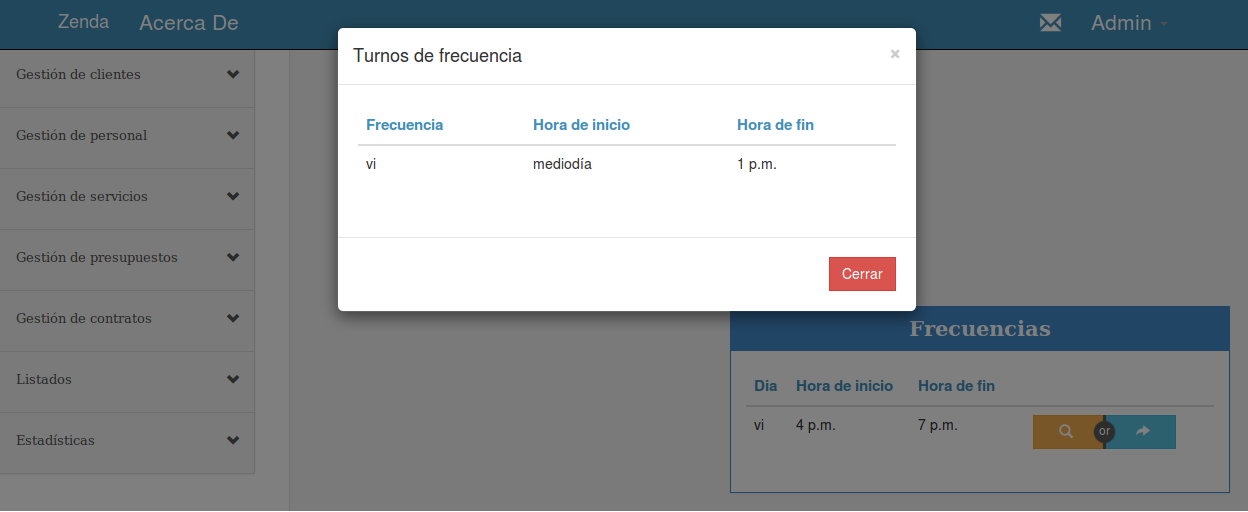 Zenda Acerca De Admin
Turnos de frecuencia ×
Frecuencia Hora de inicio Hora de fin
vi mediodía 1 p.m.
Cerrar
Gestión de clientes
Gestión de personal
Gestión de servicios
Gestión de presupuestos
Gestión de contratos
Listados
Estadísticas
Frecuencias
Dia Hora de inicio Hora de fin
vi 4 p.m. 7 p.m. or